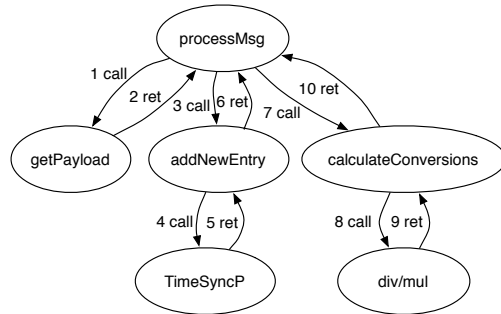 processMsg
1 call
2 ret
3 call
6 ret
7 call
10 ret
getPayload
addNewEntry
calculateConversions
4 call
5 ret
8 call
9 ret
TimeSyncP
div/mul